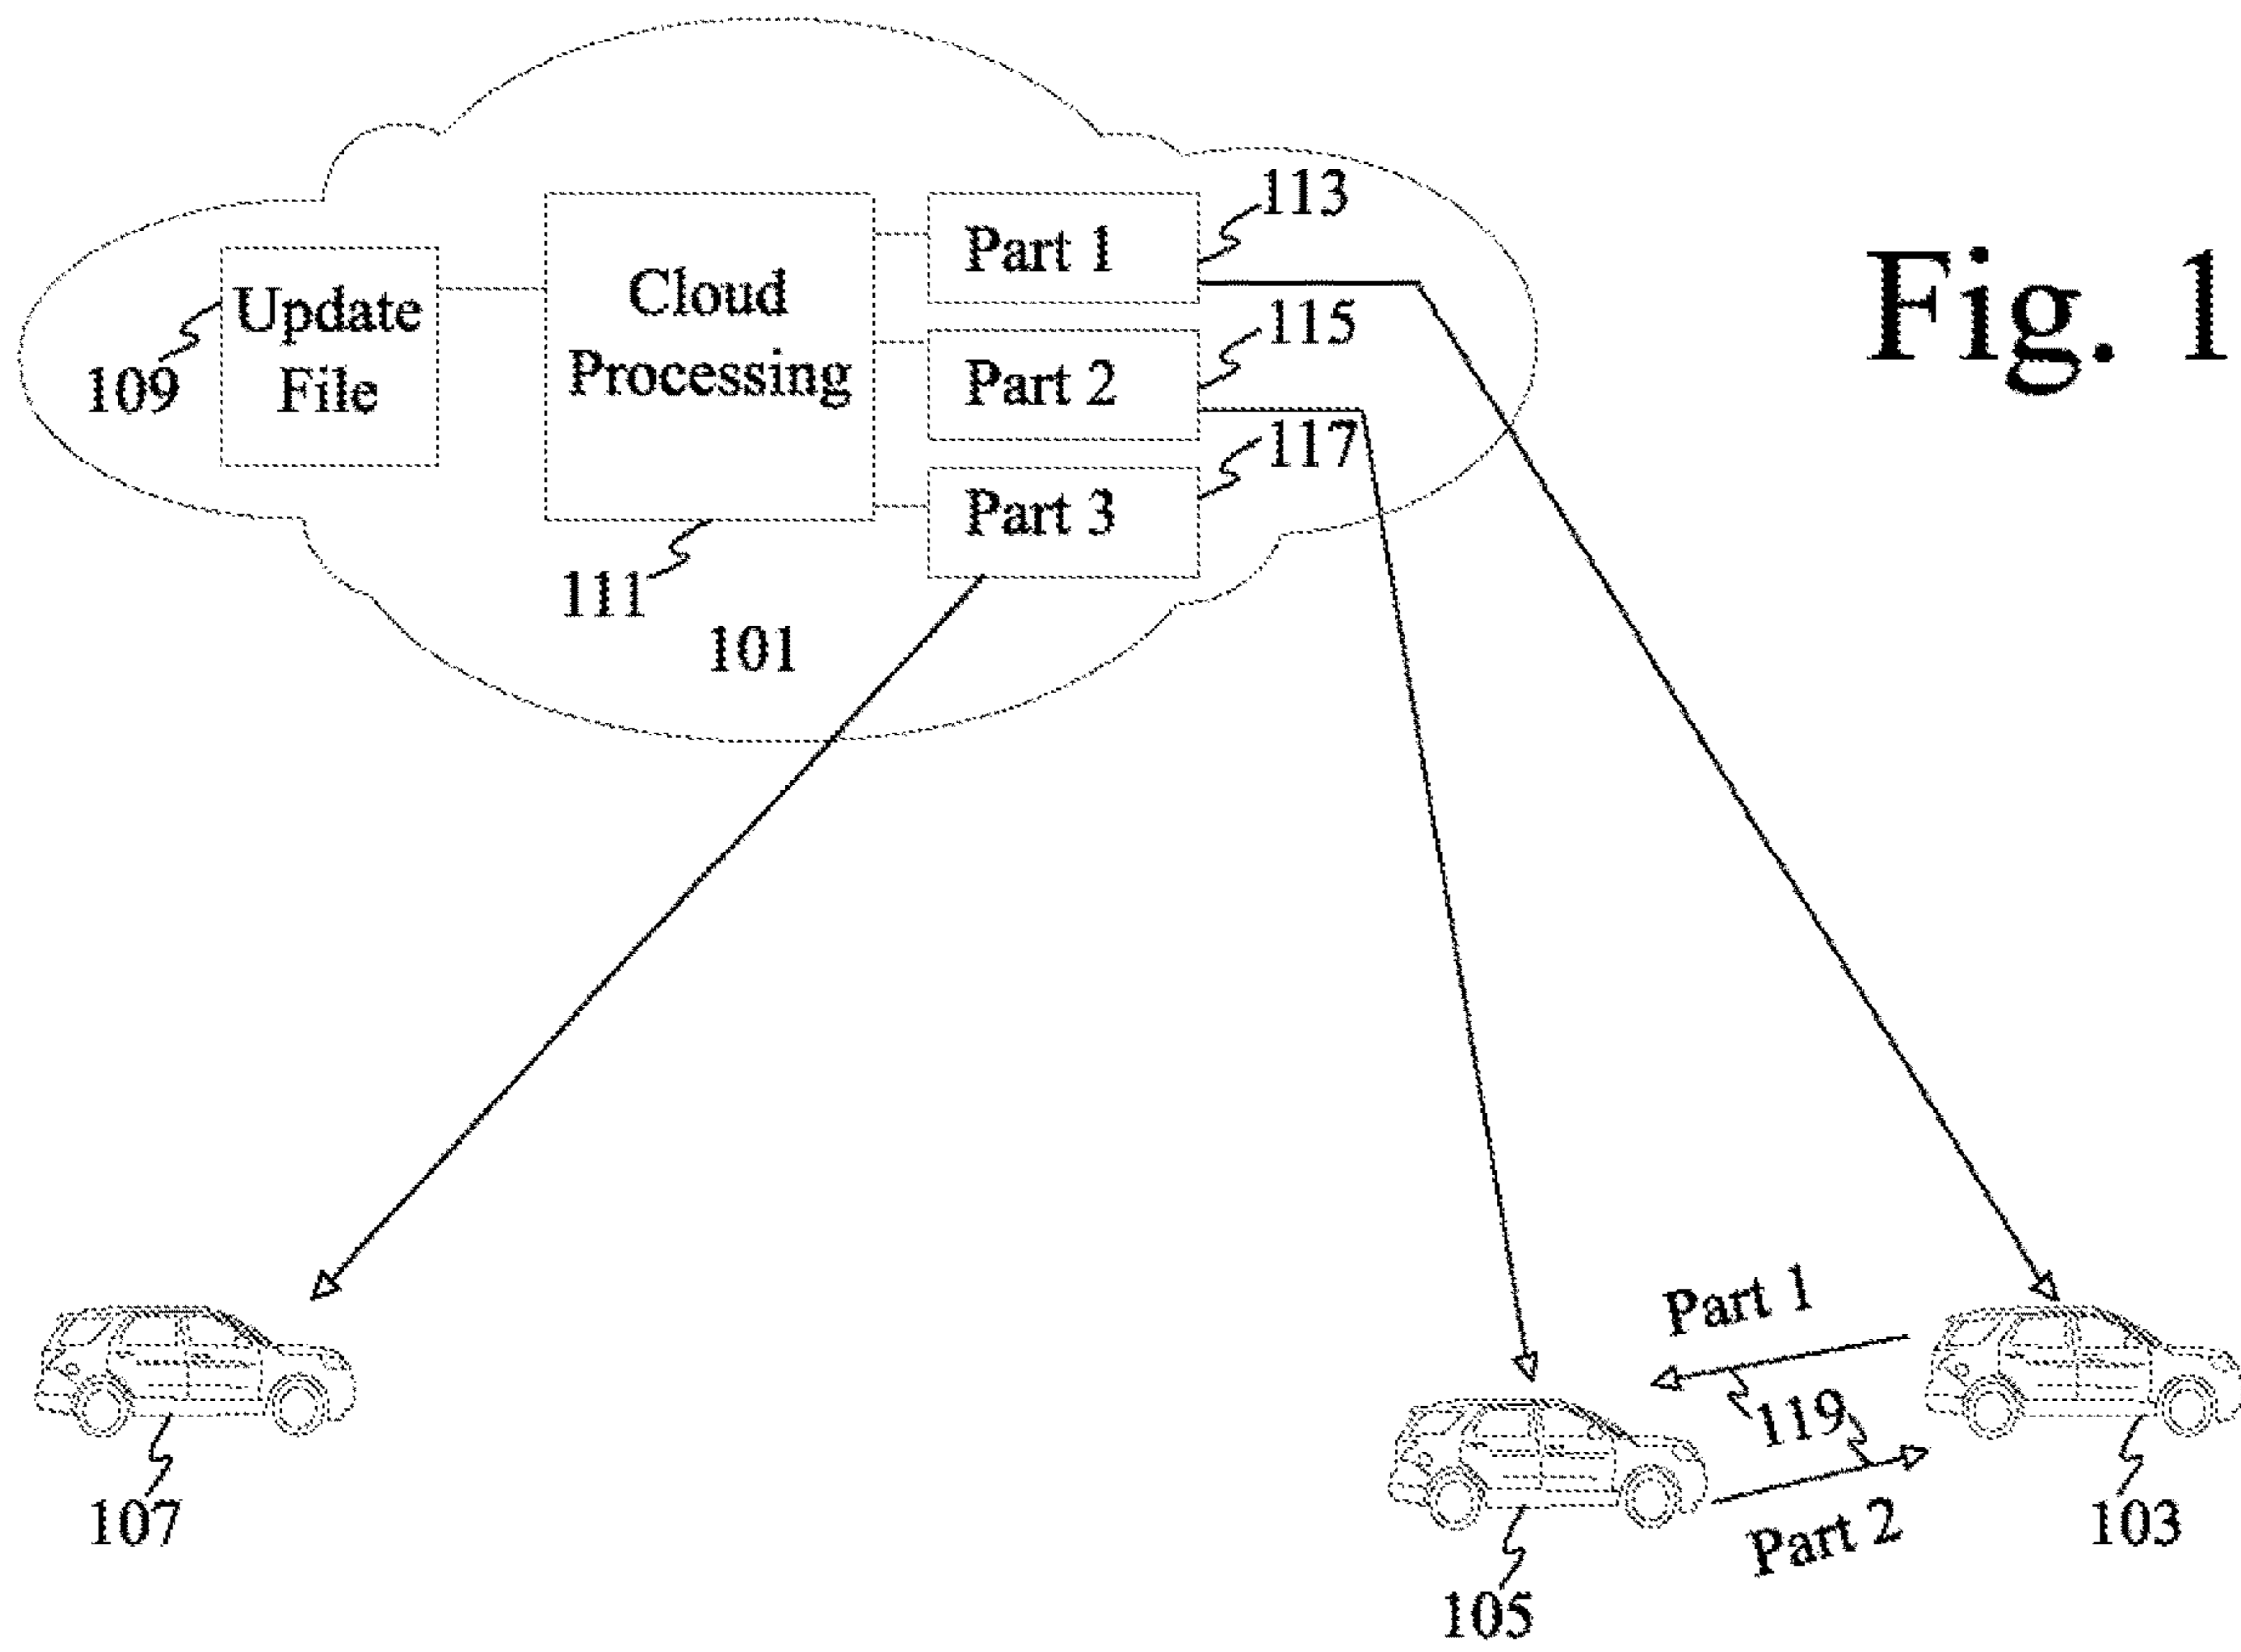 Fig. 1
Update
File
109
Cloud
Processing
111
101
Part 1
113
Part 2
115
Part 3
117
107
105
103
Part 1
119
Part 2